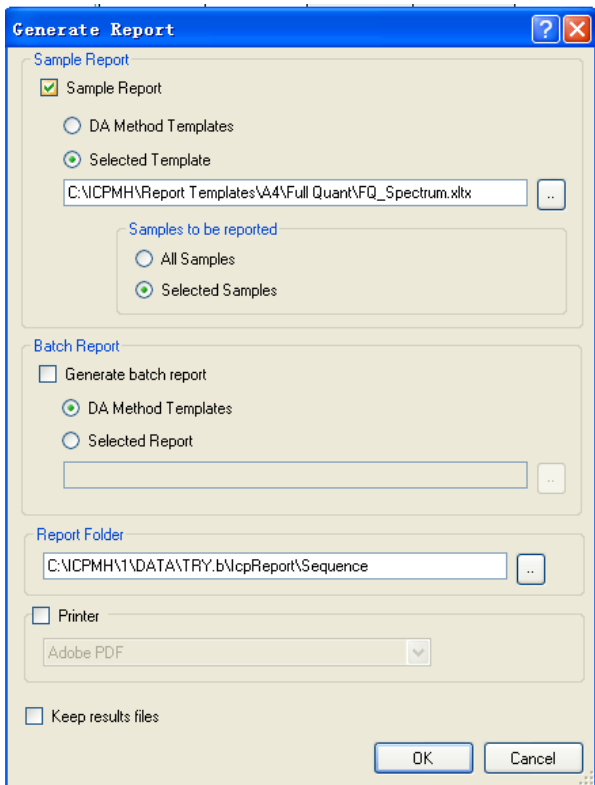 Generate Report
Sample Report
Sample Report
DA Method Templates
Selected Template
C:\ICPMH\Report Templates\A4\Full Quant\FQ_Spectrum.xltx
..
Samples to be reported
All Samples
Selected Samples
Batch Report
Generate batch report
DA Method Templates
Selected Report
..
Report Folder
C:\ICPMH\1\DATA\TRY.b\IcpReport\Sequence
..
Printer
Adobe PDF
Keep results files
OK Cancel